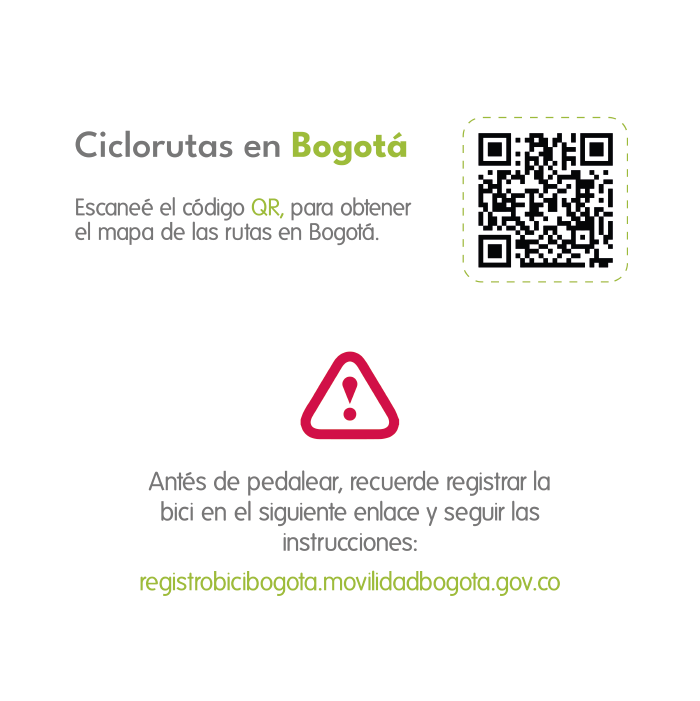 Ciclorutas en Bogotá
Escaneé el código QR, para obtener
el mapa de las rutas en Bogotá.
Antés de pedalear, recuerde registrar la
bici en el siguiente enlace y seguir las
instrucciones:
registrobicibogota.movilidadbogota.gov.co